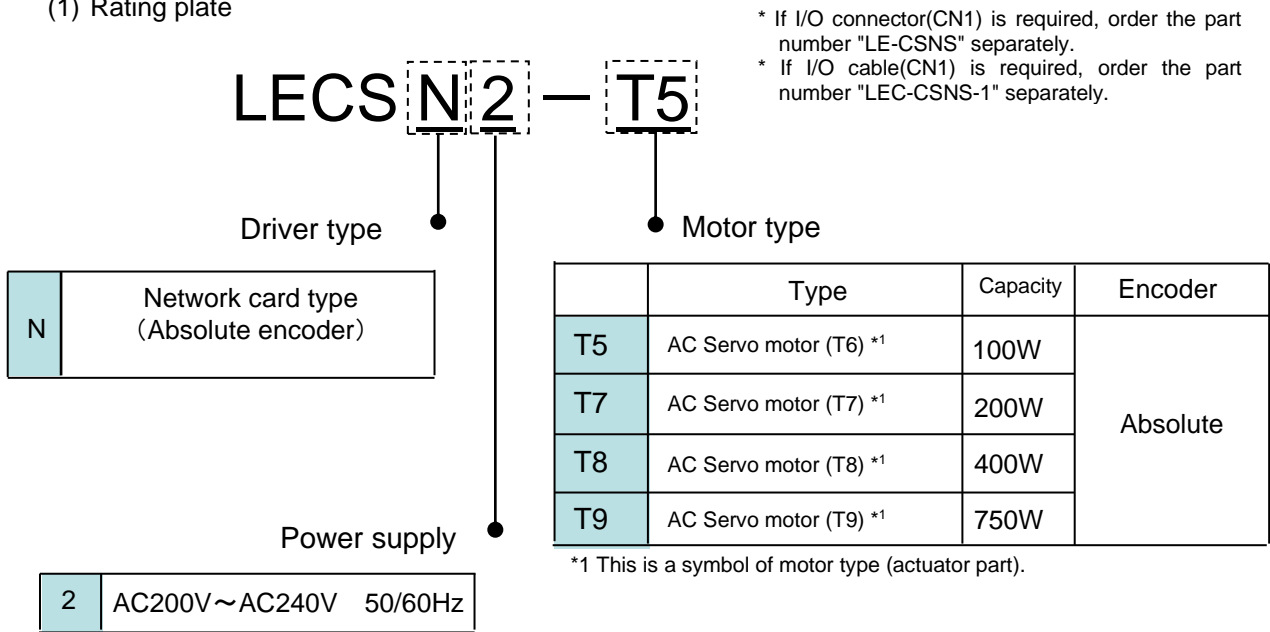 (1) Rating plate
* If I/O connector(CN1) is required, order the part
number "LE-CSNS" separately.
* If I/O cable(CN1) is required, order the part
number "LEC-CSNS-1" separately.
LECS N 2 － T5
Driver type
N Network card type
（Absolute encoder）
Motor type
Type Capacity Encoder
T5 AC Servo motor (T6) *1 100W
T7 AC Servo motor (T7) *1 200W
Absolute
T8 AC Servo motor (T8) *1 400W
T9 AC Servo motor (T9) *1 750W
*1 This is a symbol of motor type (actuator part).
Power supply
2 AC200V～AC240V 50/60Hz